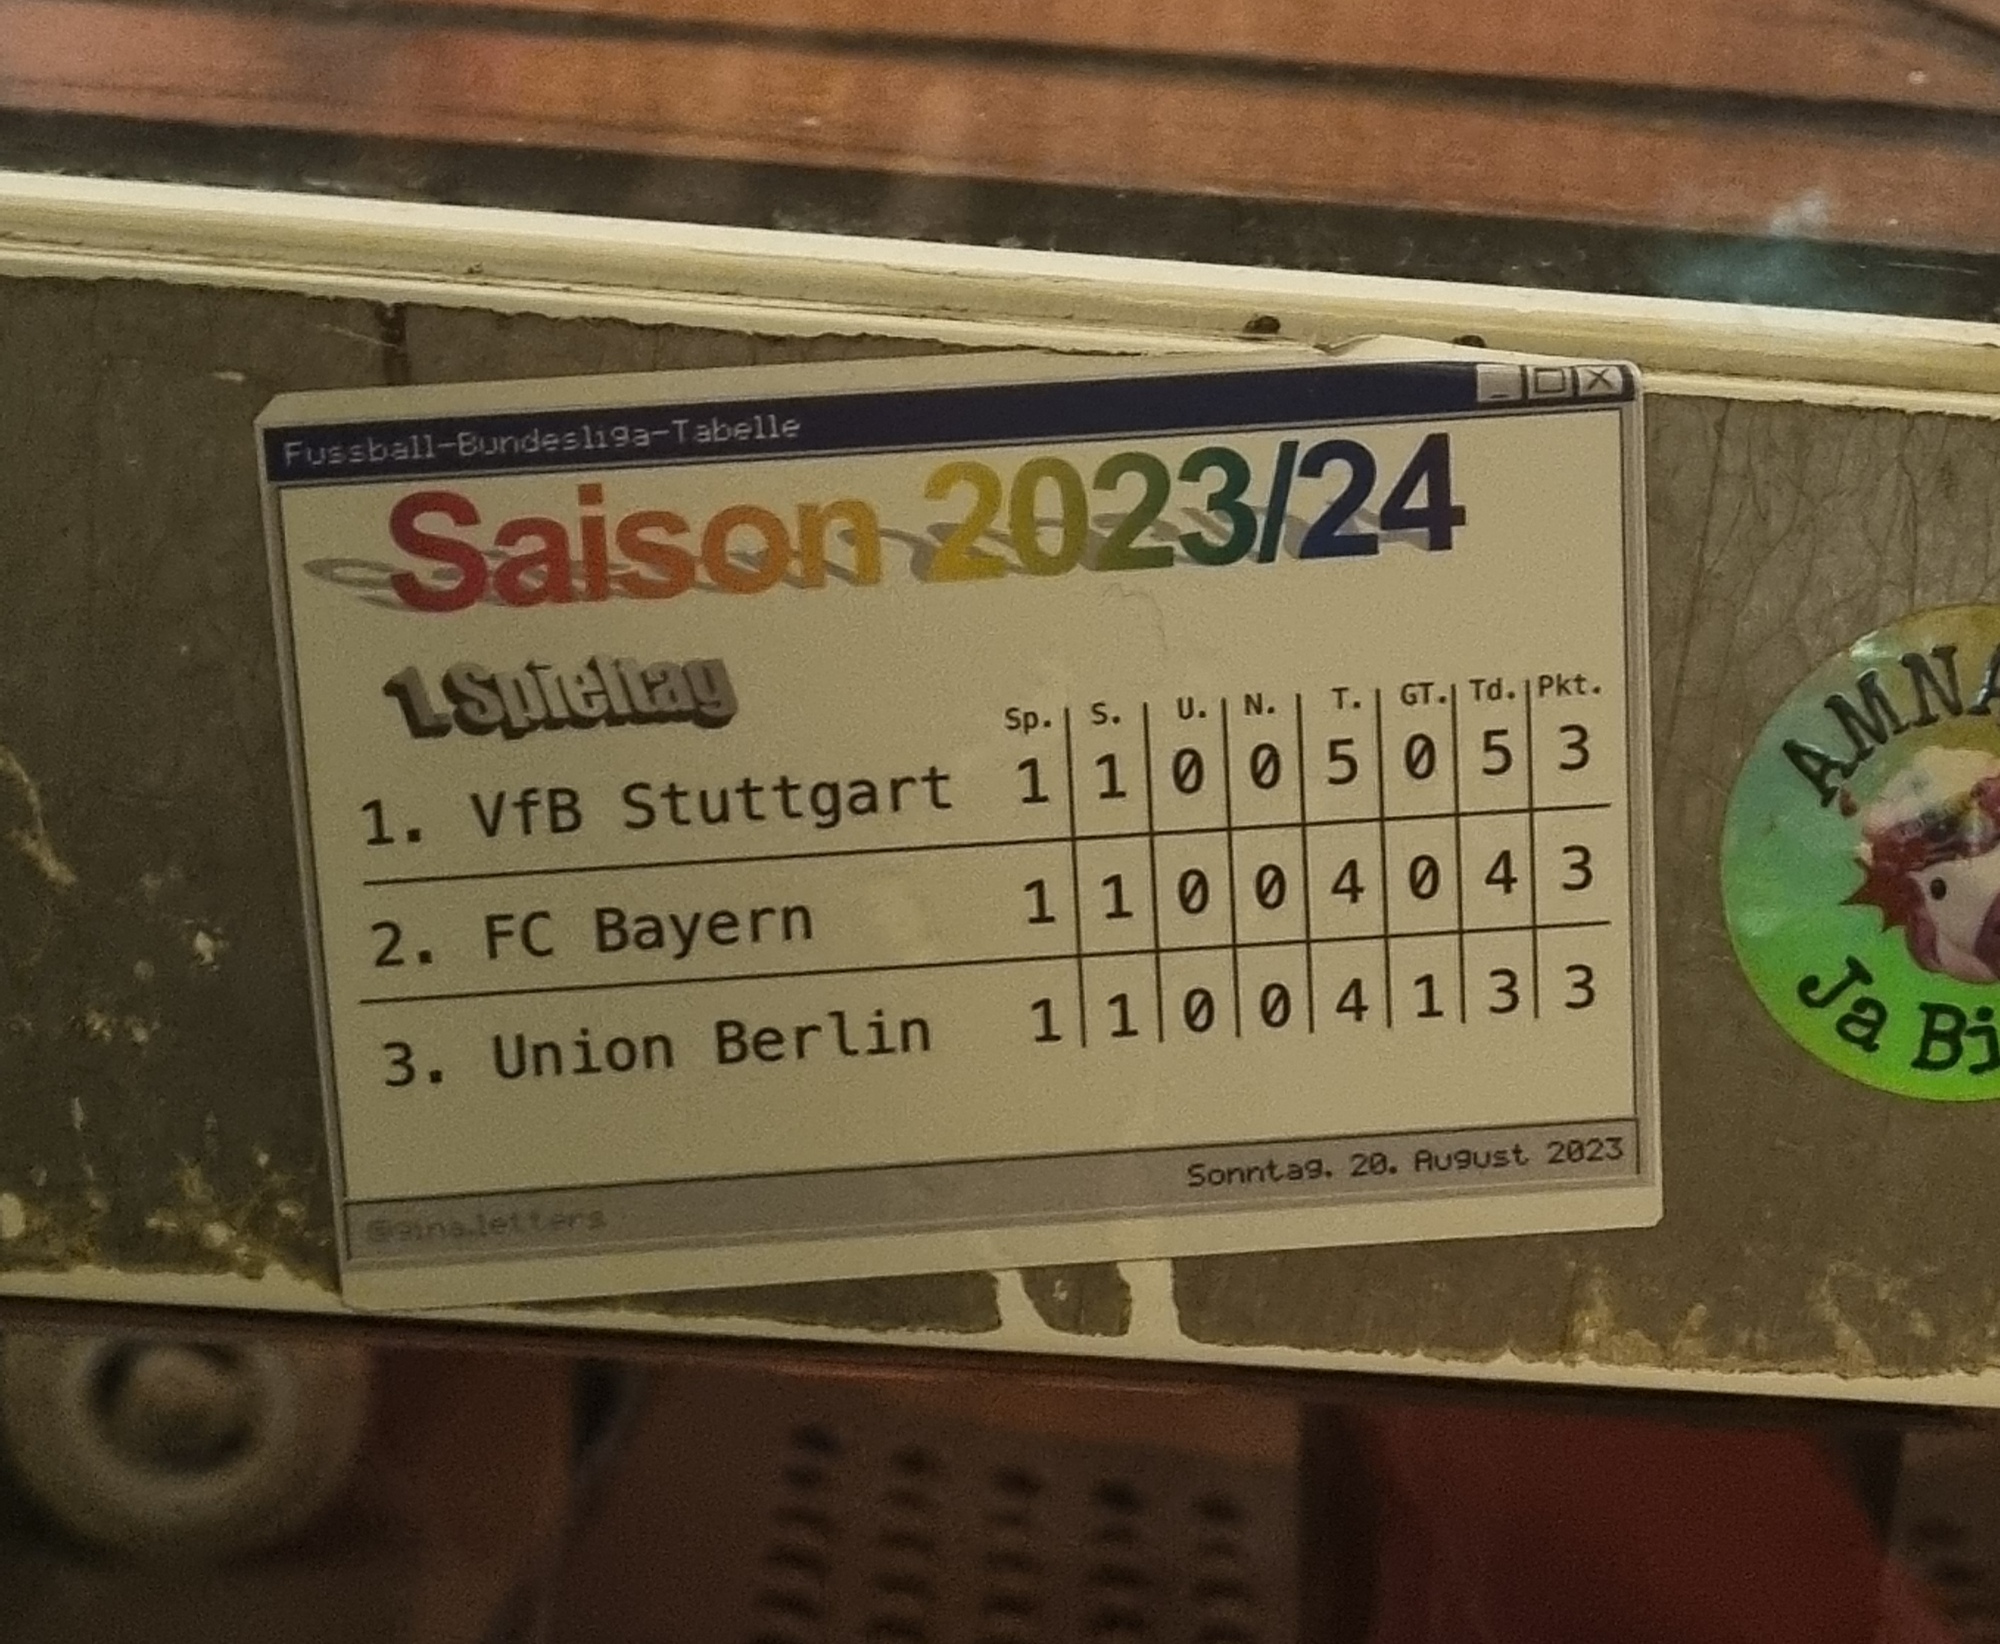 Fussball-Bundesliga-Tabelle
Saison 2023/24
1. Spieltag
Sp. S. U. N. T. GT. Td. Pkt.
1. VfB Stuttgart 1 1 0 0 5 0 5 3
2. FC Bayern 1 1 0 0 4 0 4 3
3. Union Berlin 1 1 0 0 4 1 3 3
@gina.letters
Sonntag. 20. August 2023
Ja